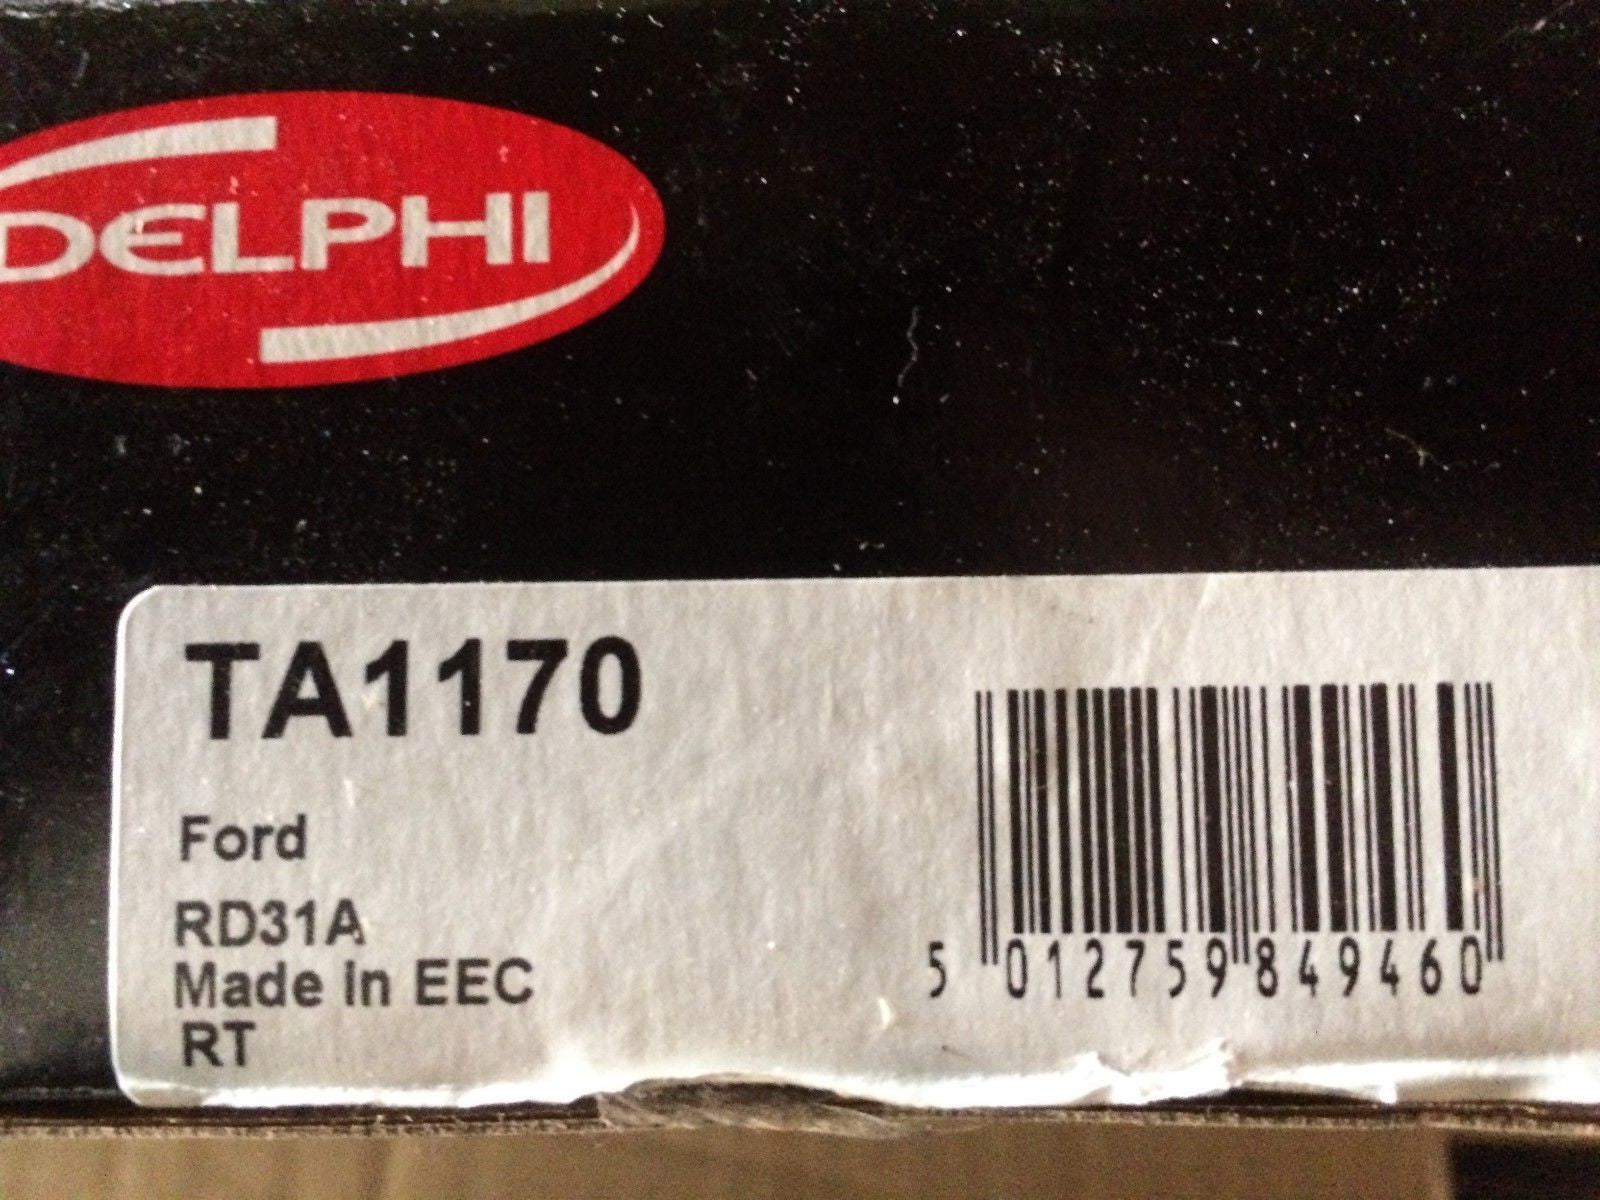 DELPHI
TA1170
Ford
RD31A
Made in EEC
RT
5 012759 849460